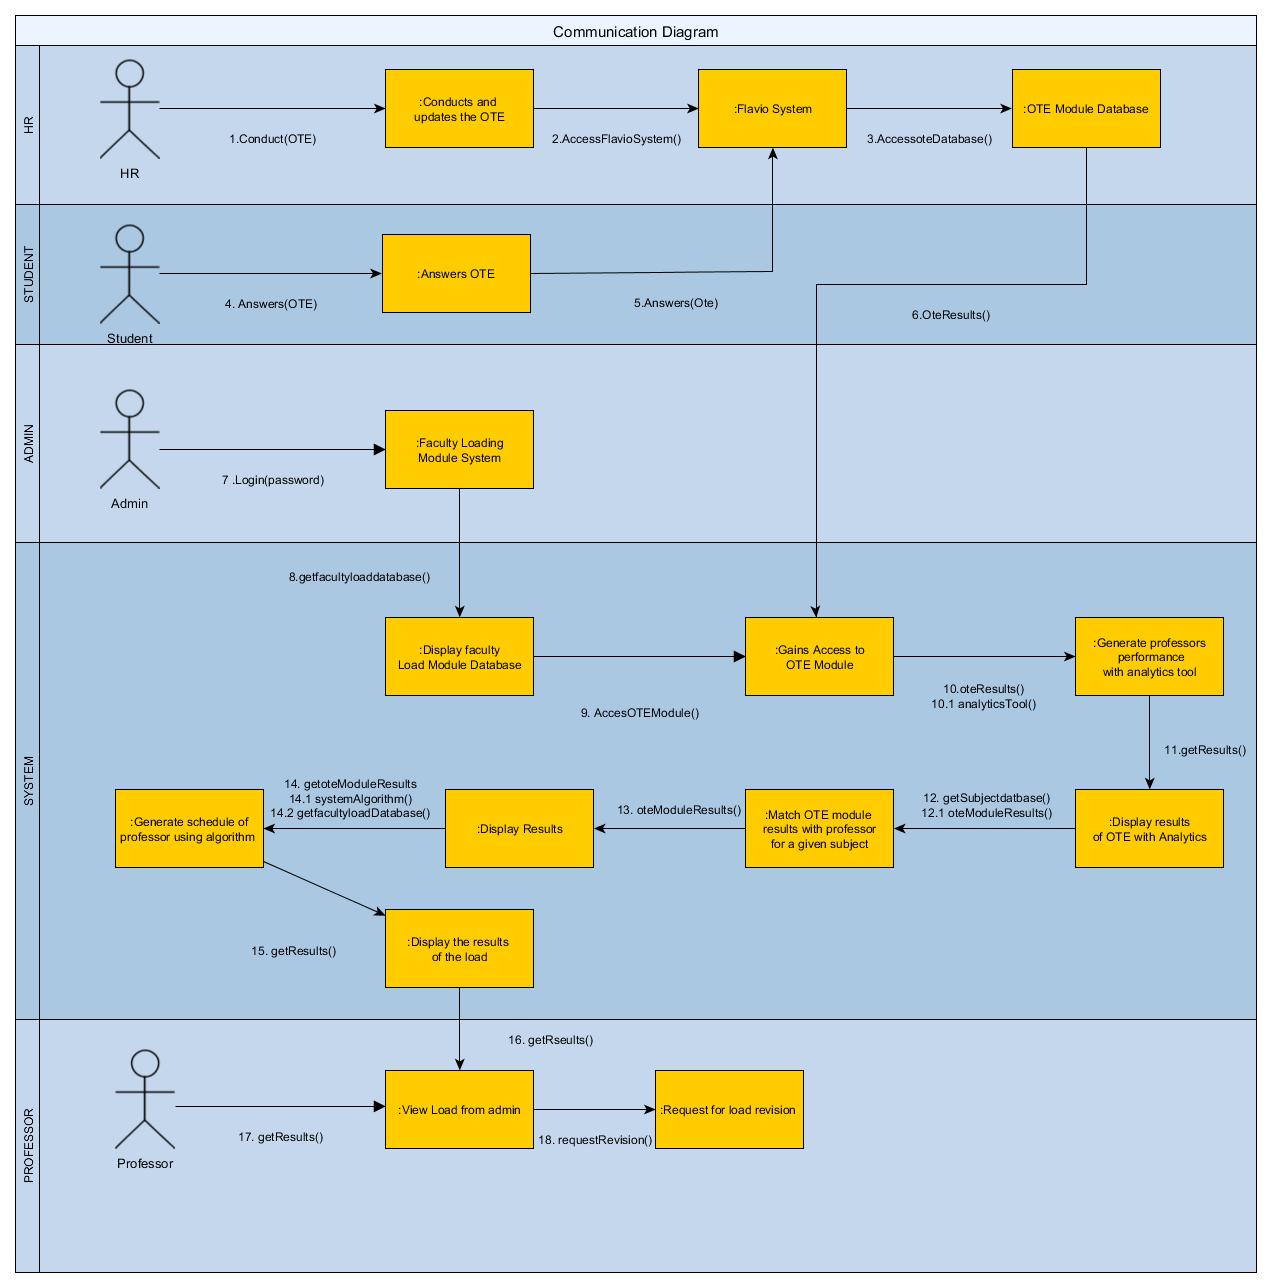 Communication Diagram
HR
HR
:Conducts and
updates the OTE
:Flavio System
:OTE Module Database
1.Conduct(OTE)
2.AccessFlavioSystem()
3.AccessoteDatabase()
STUDENT
Student
:Answers OTE
4. Answers(OTE)
5.Answers(Ote)
6.OteResults()
ADMIN
Admin
:Faculty Loading
Module System
7 .Login(password)
SYSTEM
8.getfacultyloaddatabase()
:Display faculty
Load Module Database
:Gains Access to
OTE Module
:Generate professors
performance
with analytics tool
9. AccesOTEModule()
10.oteResults()
10.1 analyticsTool()
11.getResults()
:Generate schedule of
professor using algorithm
14. getoteModuleResults
14.1 systemAlgorithm()
14.2 getfacultyloadDatabase()
:Display Results
13. oteModuleResults()
:Match OTE module
results with professor
for a given subject
12. getSubjectdatbase()
12.1 oteModuleResults()
:Display results
of OTE with Analytics
15. getResults()
:Display the results
of the load
PROFESSOR
16. getRseults()
Professor
:View Load from admin
:Request for load revision
17. getResults()
18. requestRevision()